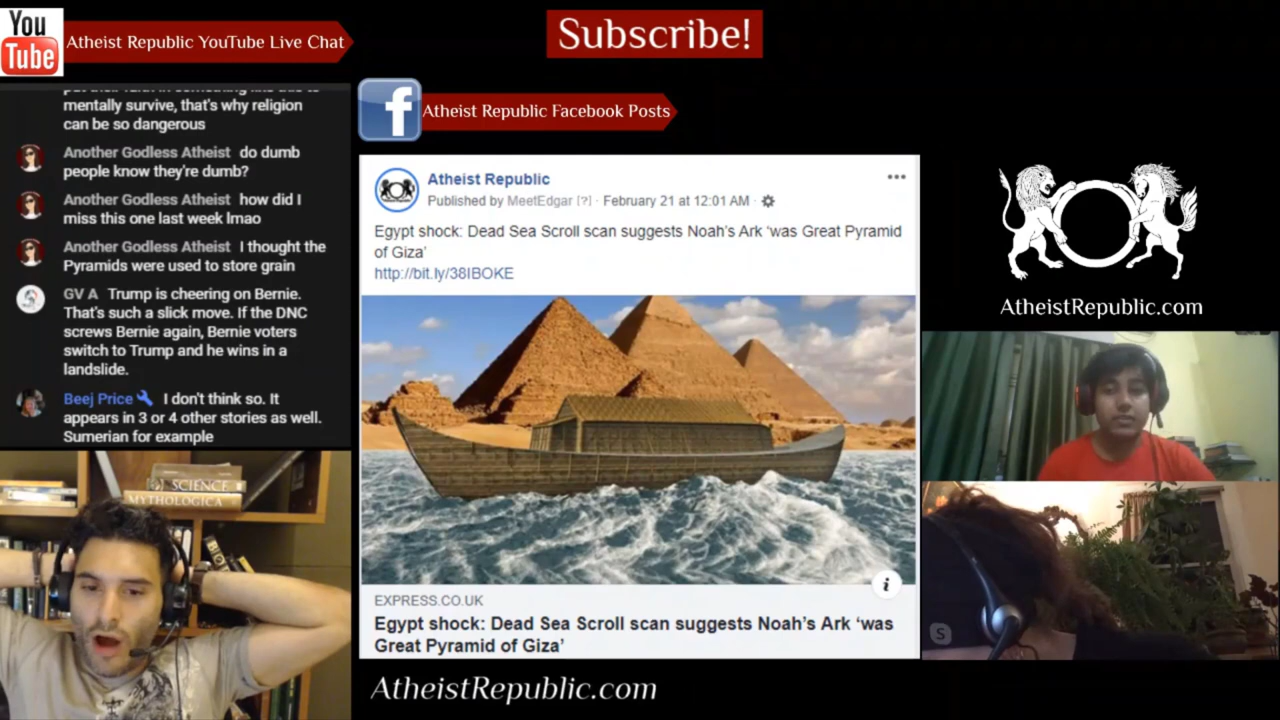 You
Tube
Atheist Republic YouTube Live Chat
Subscribe!
mentally survive, that's why religion
can be so dangerous
Another Godless Atheist do dumb
people know they're dumb?
Another Godless Atheist how did I
miss this one last week lmao
Another Godless Atheist I thought the
Pyramids were used to store grain
GV A Trump is cheering on Bernie.
That's such a slick move. If the DNC
screws Bernie again, Bernie voters
switch to Trump and he wins in a
landslide.
Beej Price I don't think so. It
appears in 3 or 4 other stories as well.
Sumerian for example
f
Atheist Republic Facebook Posts
Atheist Republic
Published by MeetEdgar [?] · February 21 at 12:01 AM ·
Egypt shock: Dead Sea Scroll scan suggests Noah's Ark 'was Great Pyramid
of Giza'
http://bit.ly/38IBOKE
i
EXPRESS.CO.UK
Egypt shock: Dead Sea Scroll scan suggests Noah's Ark 'was
Great Pyramid of Giza'
AtheistRepublic.com
AtheistRepublic.com
SCIENCE
MYTHOLOGICA
S